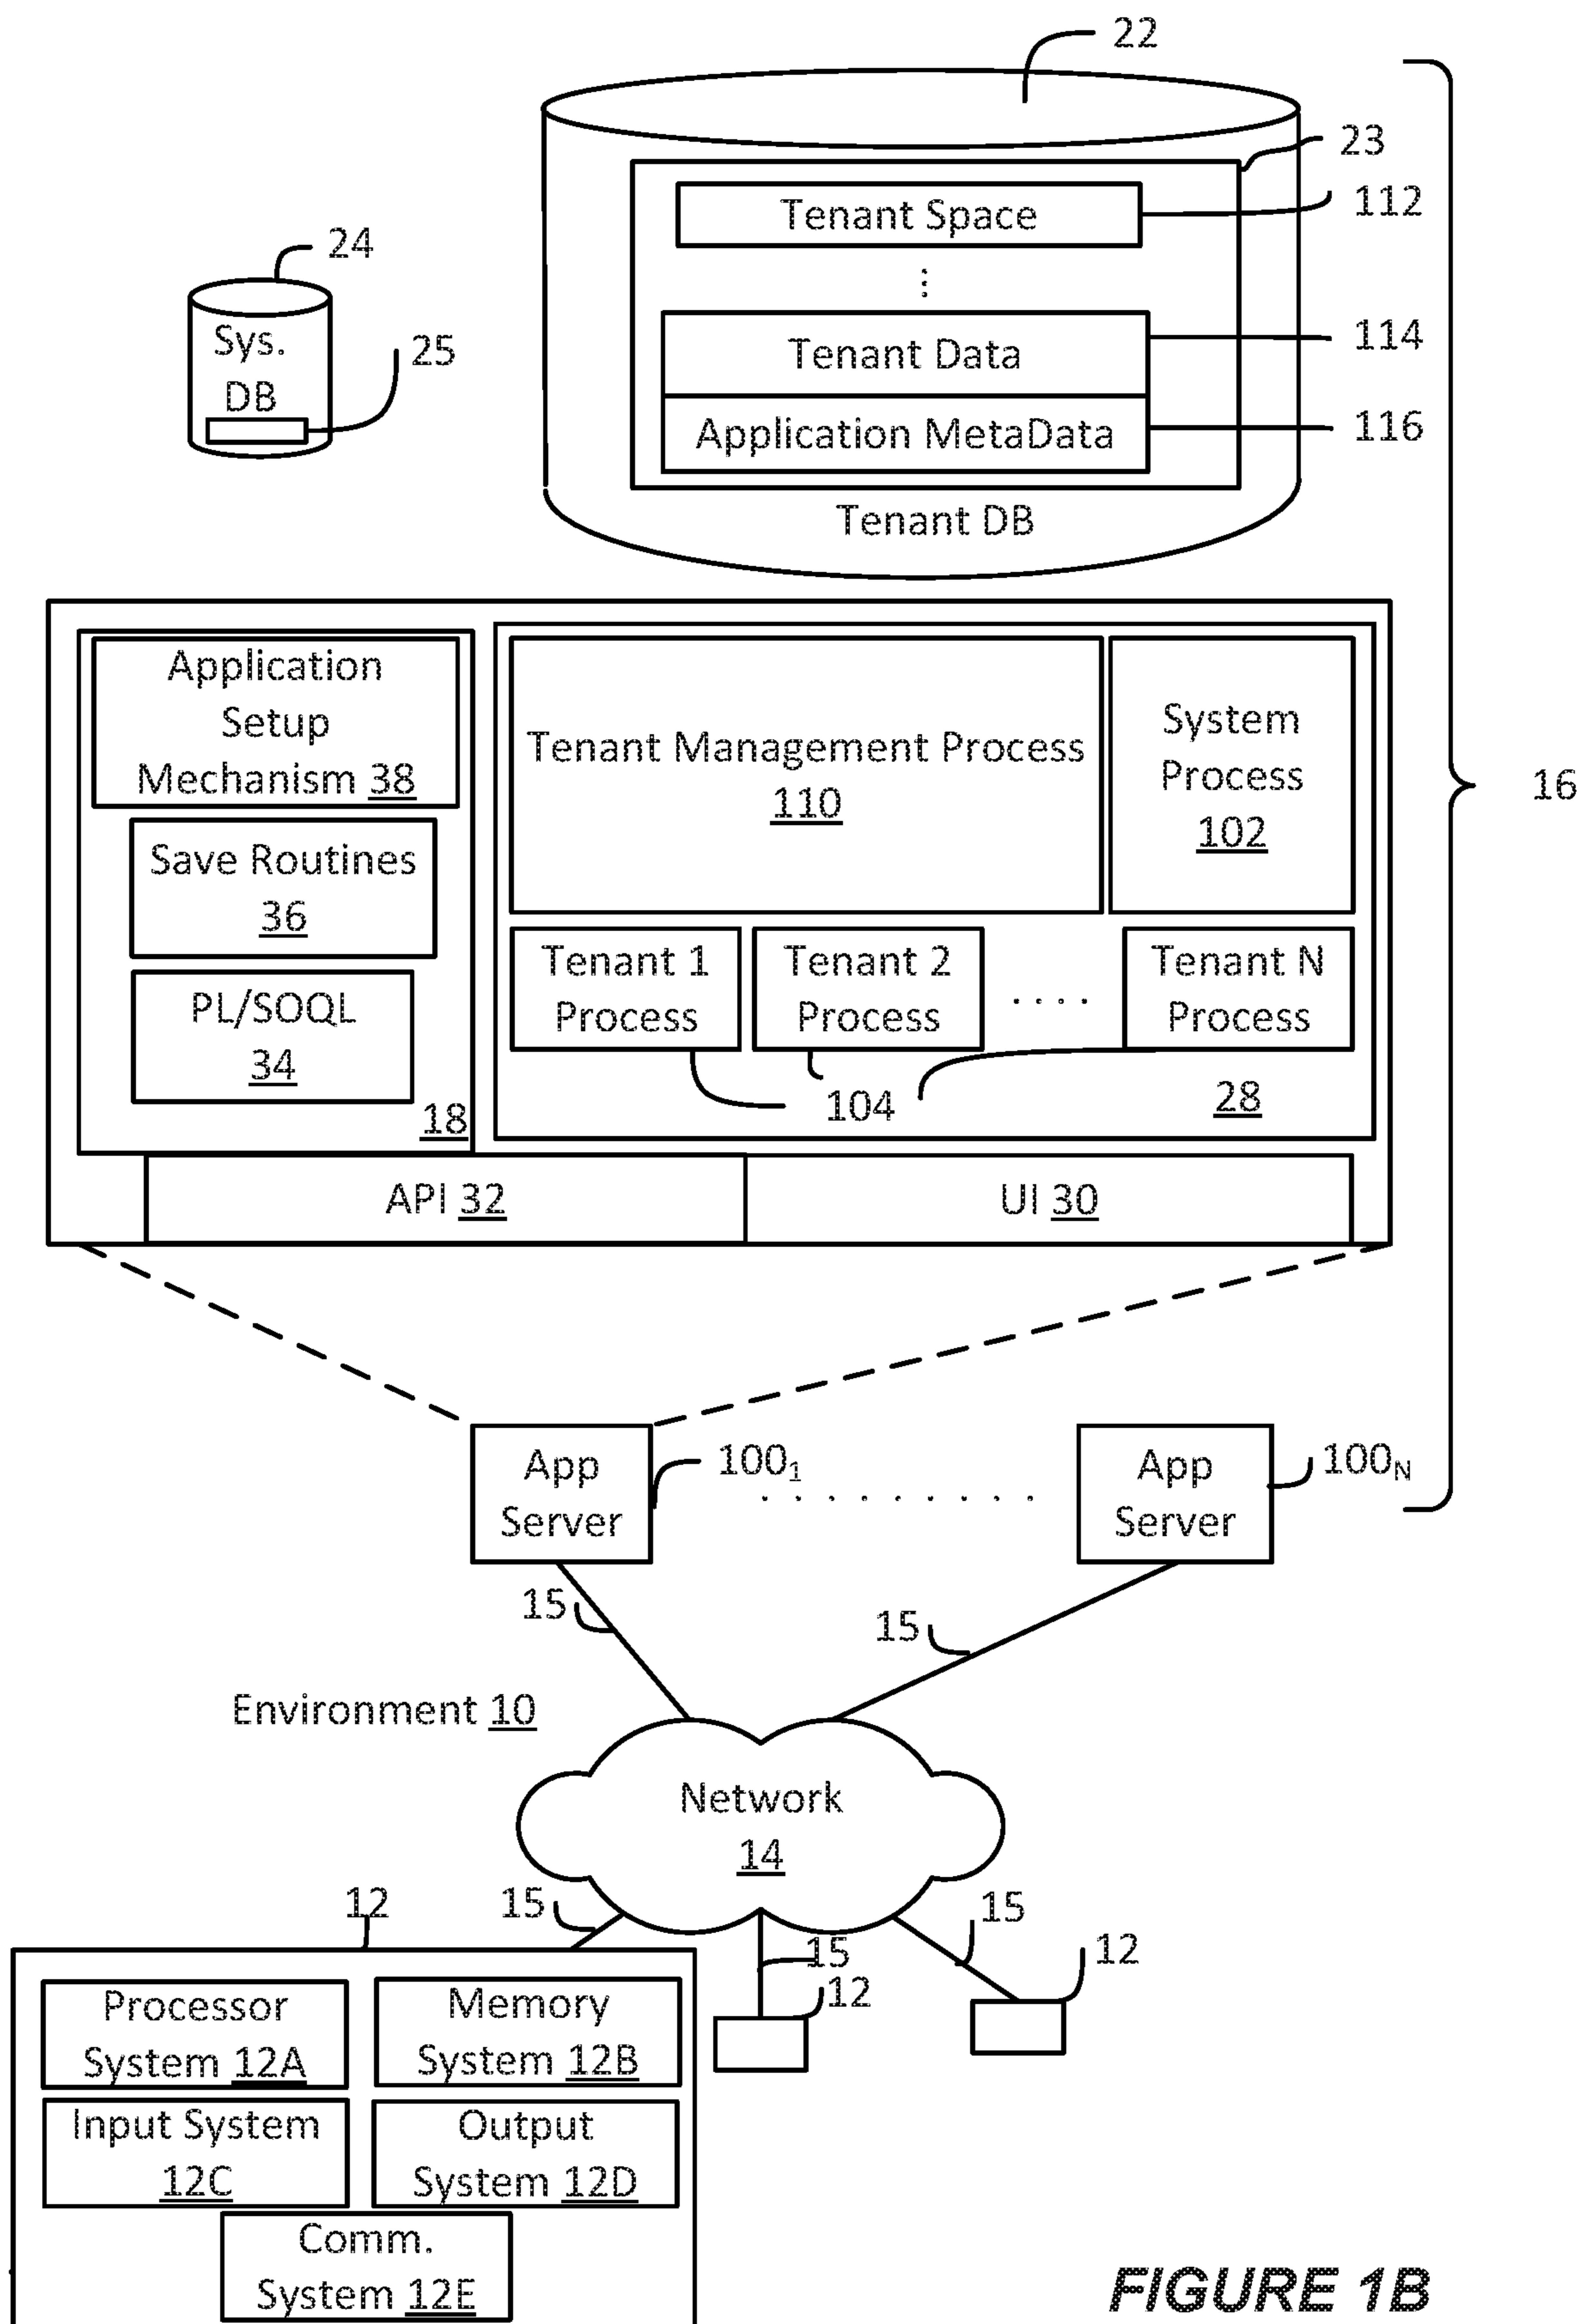 22
23
Tenant Space
112
24
Sys.
DB
25
Tenant Data
114
Application MetaData
116
Tenant DB
Application
Setup
Mechanism 38
Tenant Management Process
110
System
Process
102
16
Save Routines
36
Tenant 1
Process
Tenant 2
Process
. . . .
Tenant N
Process
PL/SOQL
34
104
28
18
API 32
UI 30
App
Server
100₁
. . . . . . . . . .
App
Server
100N
15
15
Environment 10
Network
14
12
15
15
15
12
12
Processor
System 12A
Memory
System 12B
Input System
12C
Output
System 12D
Comm.
System 12E
FIGURE 1B